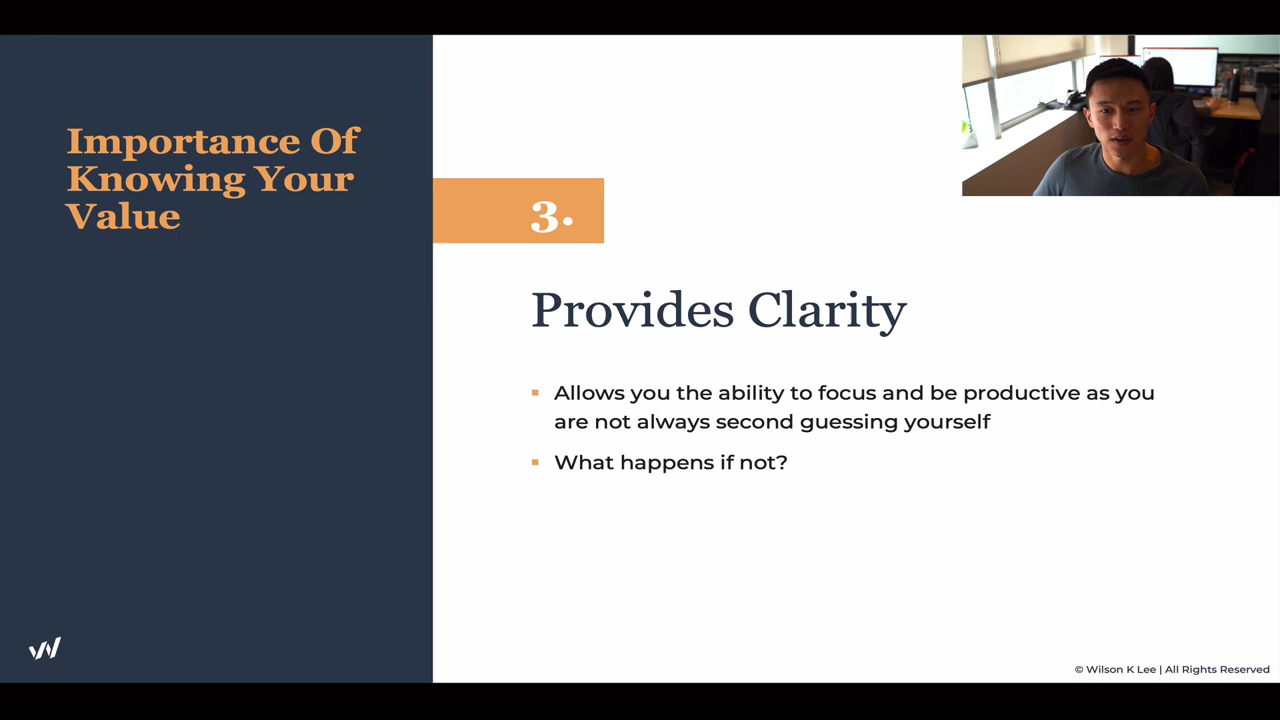 Importance Of
Knowing Your
Value
3.
Provides Clarity
Allows you the ability to focus and be productive as you
are not always second guessing yourself
What happens if not?
© Wilson K Lee | All Rights Reserved